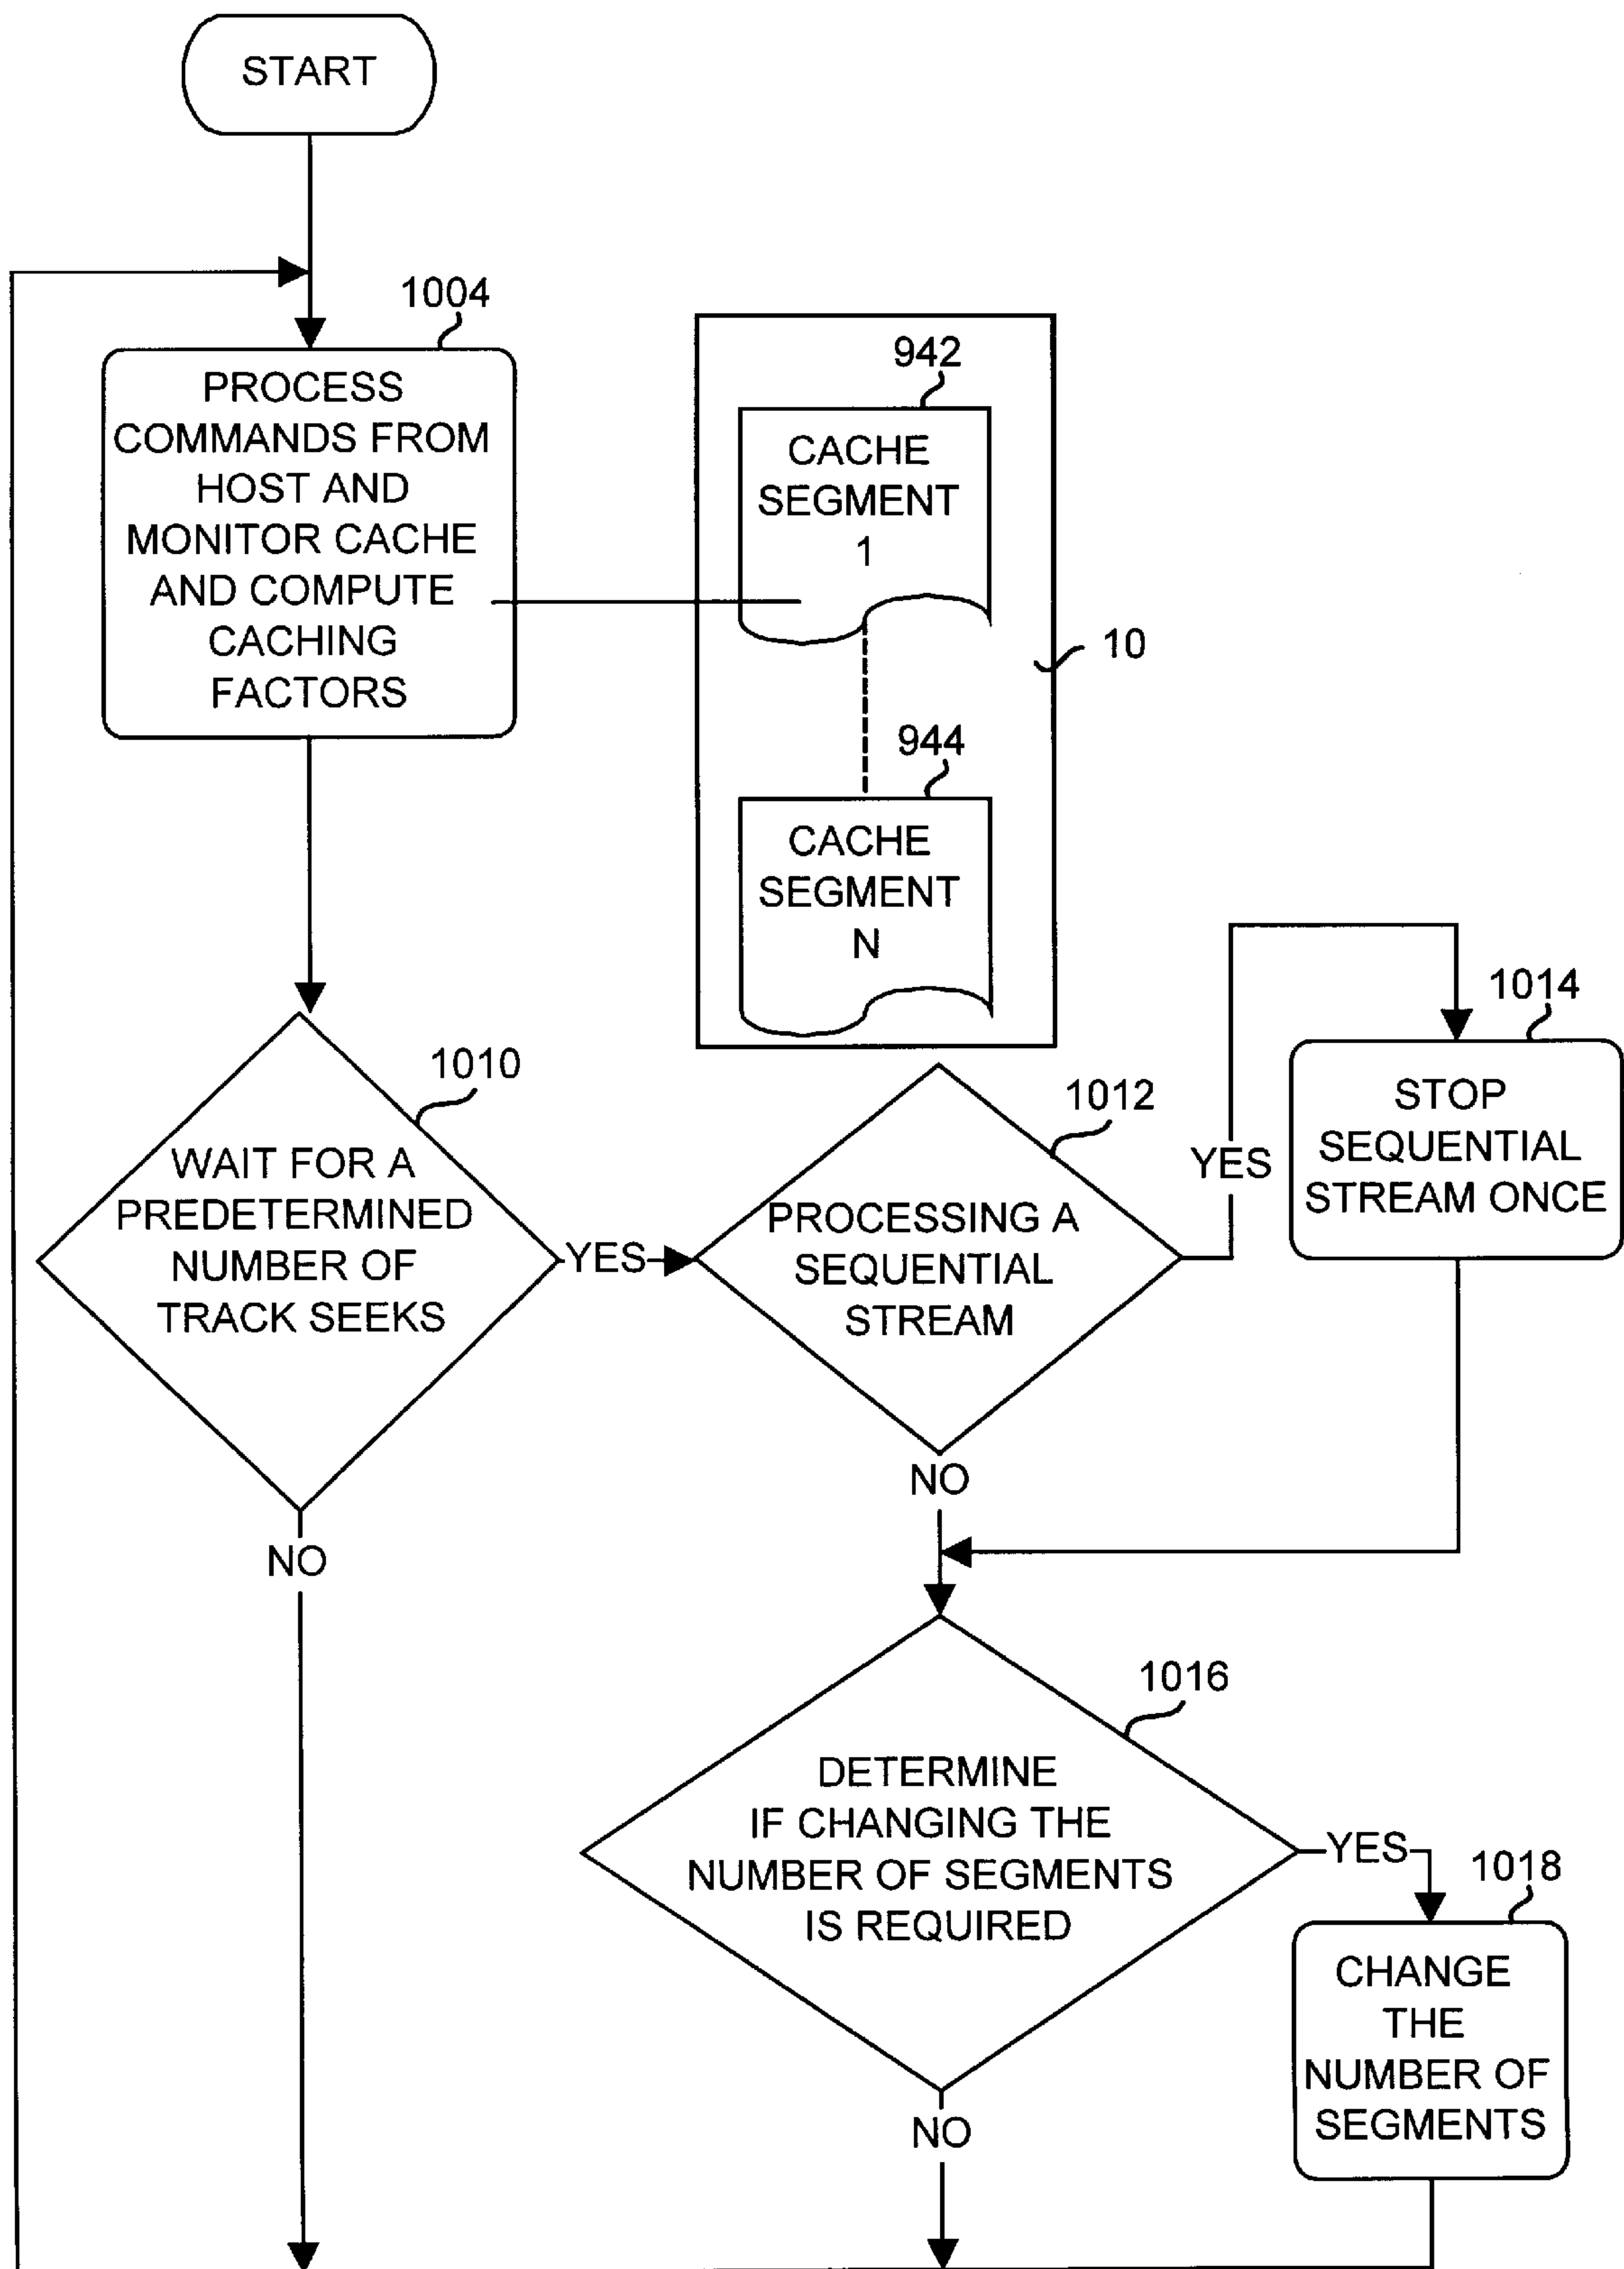 START
1004
PROCESS
COMMANDS FROM
HOST AND
MONITOR CACHE
AND COMPUTE
CACHING
FACTORS
942
CACHE
SEGMENT
1
10
944
CACHE
SEGMENT
N
1010
WAIT FOR A
PREDETERMINED
NUMBER OF
TRACK SEEKS
YES
NO
1012
PROCESSING A
SEQUENTIAL
STREAM
YES
NO
1014
STOP
SEQUENTIAL
STREAM ONCE
1016
DETERMINE
IF CHANGING THE
NUMBER OF SEGMENTS
IS REQUIRED
YES
NO
1018
CHANGE
THE
NUMBER OF
SEGMENTS